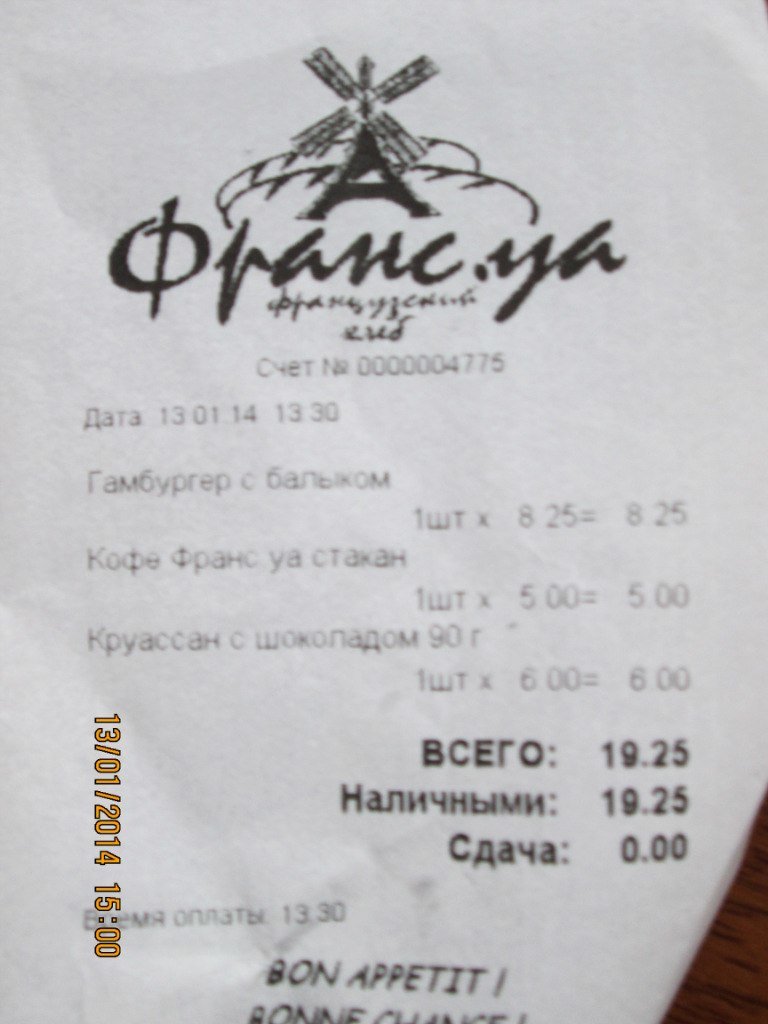 Франс.уа
французский
хлеб
Счет № 0000004775
Дата 13.01.14 13:30
Гамбургер с балыком
1шт x 8.25= 8.25
Кофе Франс.уа стакан
1шт x 5.00= 5.00
Круассан с шоколадом 90 г
1шт x 6.00= 6.00
ВСЕГО: 19.25
Наличными: 19.25
Сдача: 0.00
Время оплаты: 13:30
BON APPETIT !
BONNE CHANCE !
13/01/2014 15:00